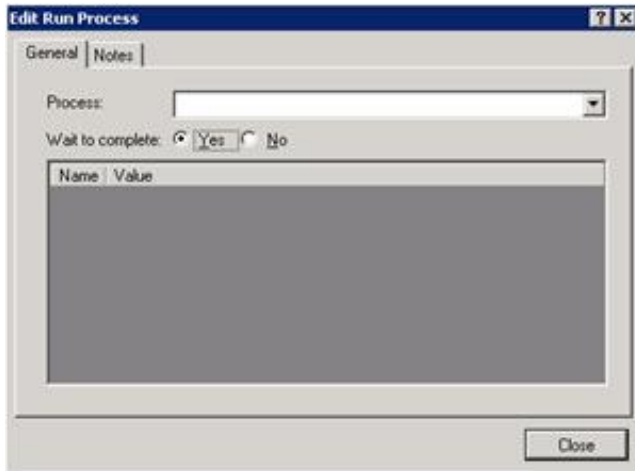 Edit Run Process
General Notes
Process:
Wait to complete: Yes No
Name Value
Close